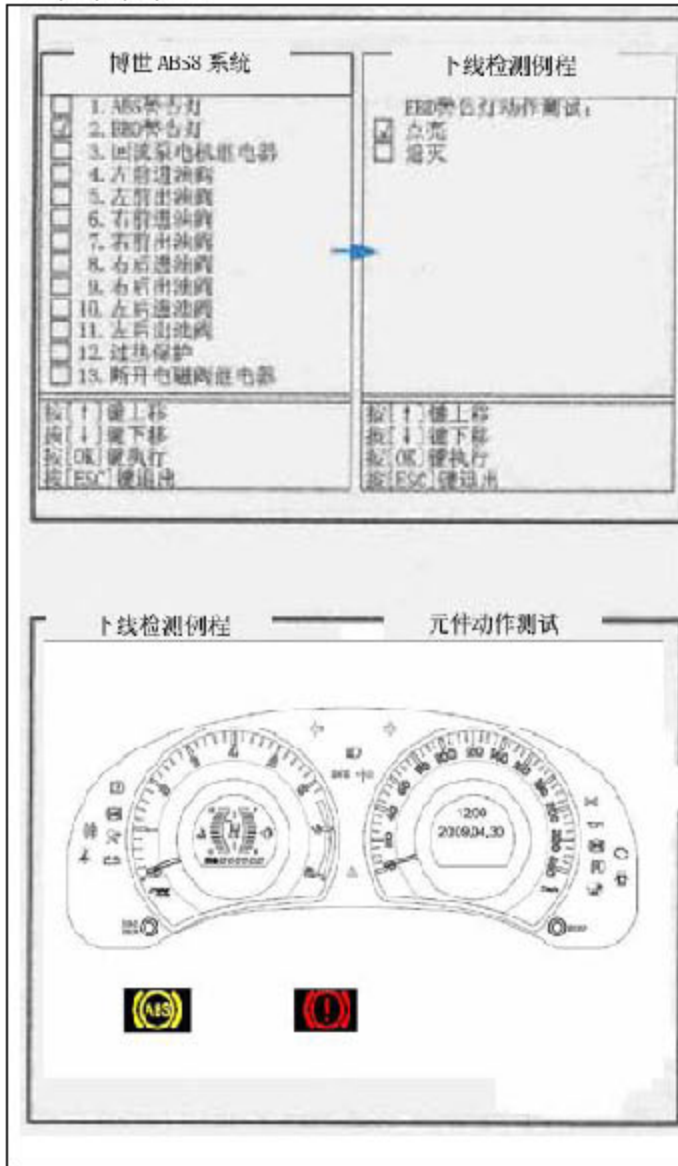 博世 ABS8 系统
1. ABS警告灯
2. EBD警告灯
3. 回流泵电机继电器
4. 左前进油阀
5. 左前出油阀
6. 右前进油阀
7. 右前出油阀
8. 右后进油阀
9. 右后出油阀
10. 左后进油阀
11. 左后出油阀
12. 过热保护
13. 断开电磁阀继电器
按[↑]键上移
按[↓]键下移
按[OK]键执行
按[ESC]键退出
下线检测例程
EBD警告灯动作测试：
点亮
熄灭
按[↑]键上移
按[↓]键下移
按[OK]键执行
按[ESC]键退出
下线检测例程
元件动作测试
12:00
2009.04.30
ABS